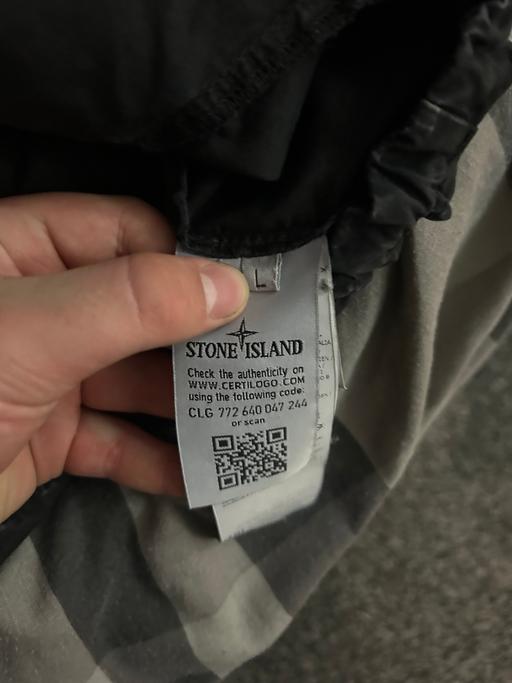 L
STONE ISLAND
Check the authenticity on
WWW.CERTILOGO.COM
using the following code:
CLG 772 640 047 244
or scan